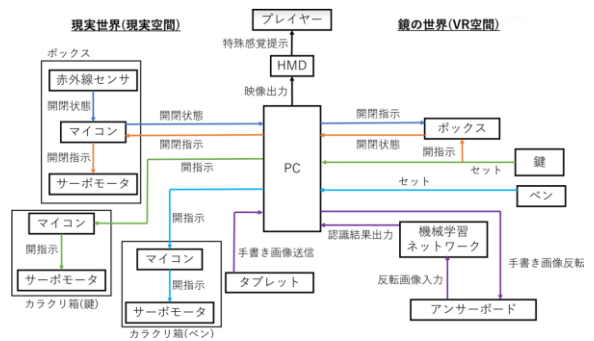 現実世界(現実空間)
プレイヤー
鏡の世界(VR空間)
特殊感覚提示
HMD
映像出力
ボックス
赤外線センサ
開閉状態
マイコン
開閉指示
サーボモータ
開閉状態
開閉指示
開指示
PC
開閉指示
開閉状態
ボックス
開指示
セット
鍵
セット
ペン
マイコン
開指示
サーボモータ
カラクリ箱(鍵)
開指示
マイコン
開指示
サーボモータ
カラクリ箱(ペン)
手書き画像送信
タブレット
認識結果出力
機械学習
ネットワーク
反転画像入力
手書き画像反転
アンサーボード